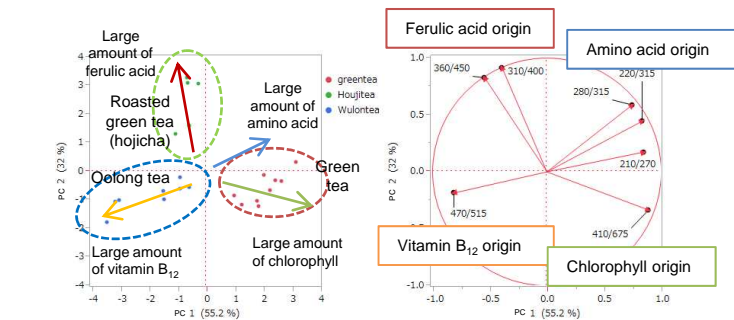 Large
amount of
ferulic acid
Roasted
green tea
(hojicha)
Large
amount of
amino acid
greentea
Houjitea
Wulontea
Green
tea
Oolong tea
Large amount
of vitamin B12
Large amount
of chlorophyll
PC 2 (32 %)
4
3
2
1
0
-1
-3
-4
-4 -3 -2 -1 0 1 2 3 4
PC 1 (55.2 %)
Ferulic acid origin
Amino acid origin
360/450
310/400
220/315
280/315
210/270
470/515
410/675
Vitamin B12 origin
Chlorophyll origin
PC 2 (32 %)
1.0
0.5
0.0
-1.0
-1.0 -0.5 0.0 0.5 1.0
PC 1 (55.2 %)